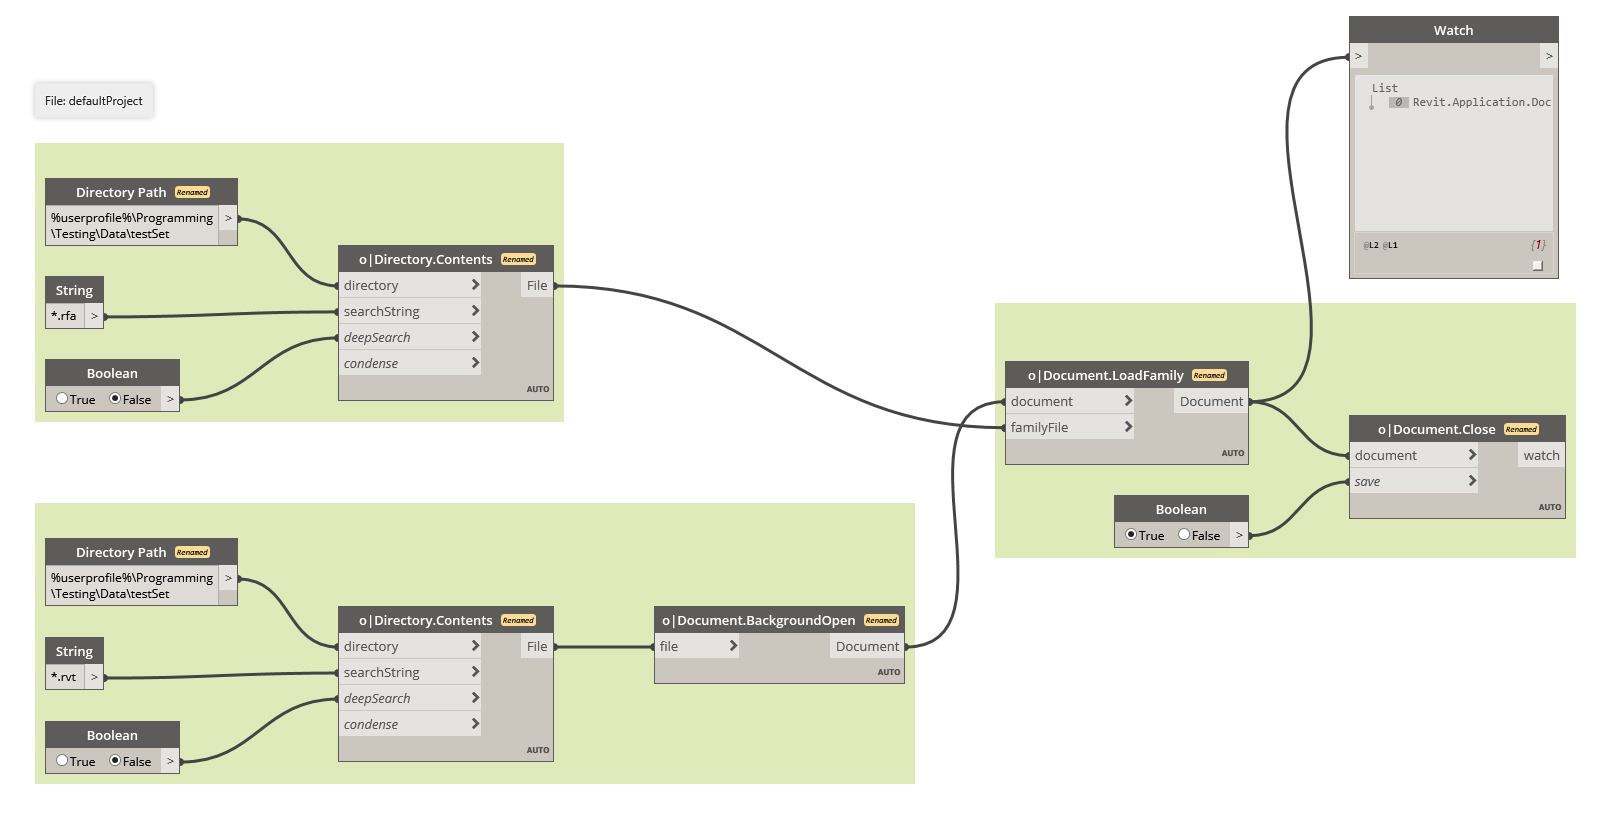 Watch
>
>
List
0 Revit.Application.Doc
@L2 @L1
{1}
File: defaultProject
Directory Path Renamed
%userprofile%\Programming
\Testing\Data\testSet
>
String
*.rfa >
Boolean
True False >
o|Directory.Contents Renamed
directory
File
searchString
deepSearch
condense
AUTO
o|Document.LoadFamily Renamed
document
Document
familyFile
AUTO
o|Document.Close Renamed
document
watch
save
AUTO
Boolean
True False >
Directory Path Renamed
%userprofile%\Programming
\Testing\Data\testSet
>
String
*.rvt >
Boolean
True False >
o|Directory.Contents Renamed
directory
File
searchString
deepSearch
condense
AUTO
o|Document.BackgroundOpen Renamed
file
Document
AUTO